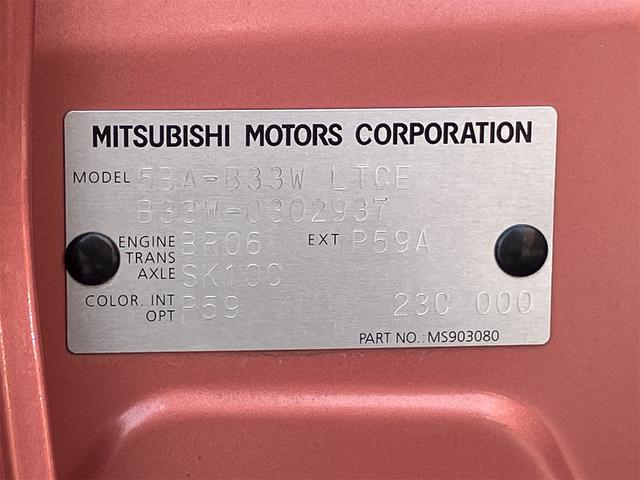 MITSUBISHI MOTORS CORPORATION
MODEL 5BA-B33W LTCE
B33W-0302937
ENGINE BR06 EXT P59A
TRANS
AXLE SK10C
COLOR, INT P59 23C 000
OPT
PART NO.: MS903080